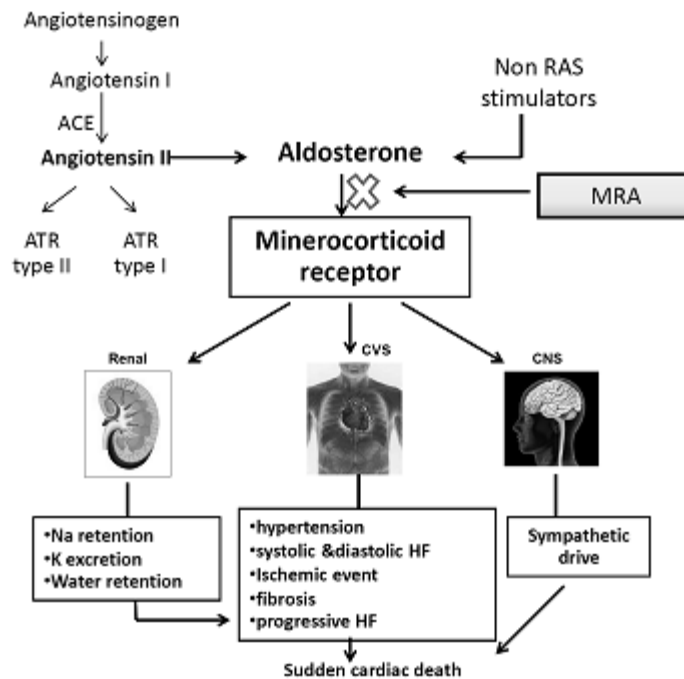 Angiotensinogen
Angiotensin I
ACE
Angiotensin II
ATR
type II
ATR
type I
Non RAS
stimulators
Aldosterone
MRA
Minerocorticoid
receptor
Renal
CVS
CNS
•Na retention
•K excretion
•Water retention
•hypertension
•systolic &diastolic HF
•Ischemic event
•fibrosis
•progressive HF
Sympathetic
drive
Sudden cardiac death